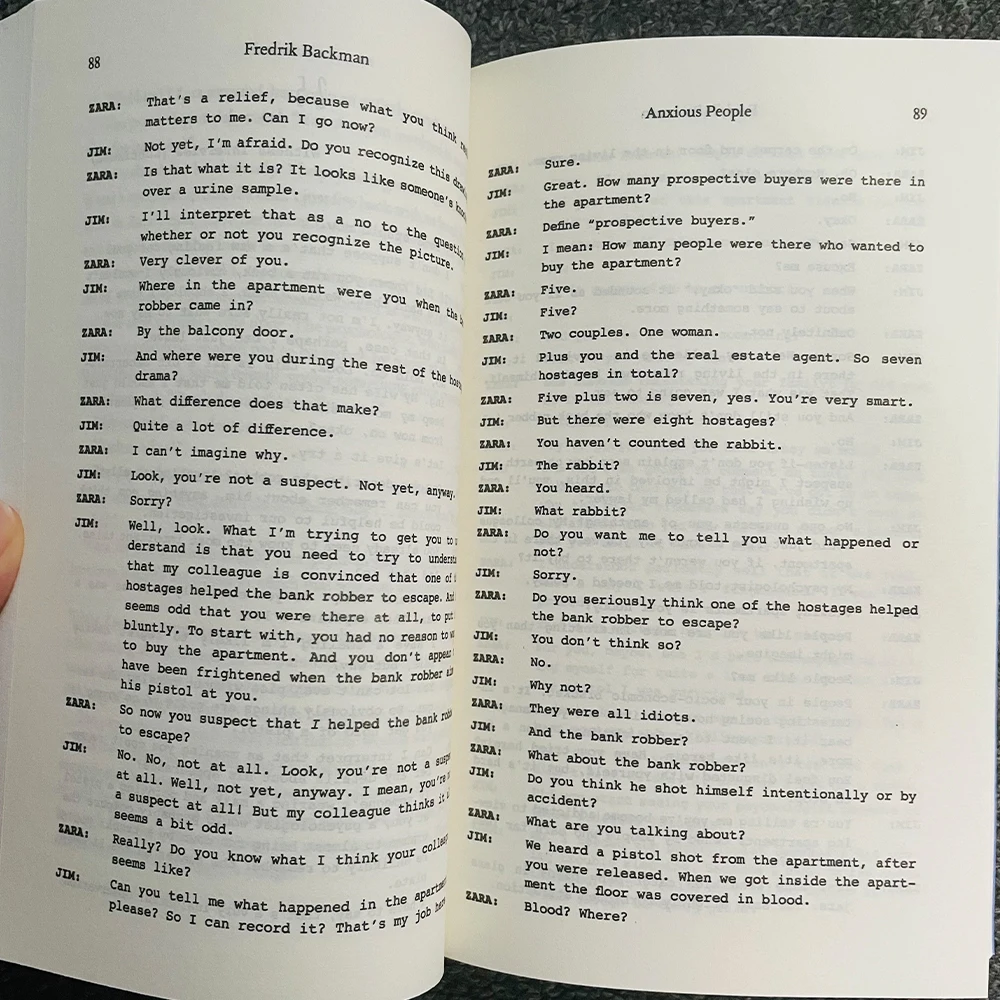 88
Fredrik Backman
ZARA: That's a relief, because what you think
matters to me. Can I go now?
JIM: Not yet, I'm afraid. Do you recognize this
ZARA: Is that what it is? It looks like someone's
over a urine sample.
JIM: I'll interpret that as a no to the question
whether or not you recognize the picture.
ZARA: Very clever of you.
JIM: Where in the apartment were you when the
robber came in?
ZARA: By the balcony door.
JIM: And where were you during the rest of the
drama?
ZARA: What difference does that make?
JIM: Quite a lot of difference.
ZARA: I can't imagine why.
JIM: Look, you're not a suspect. Not yet, anyway.
ZARA: Sorry?
JIM: Well, look. What I'm trying to get you to
derstand is that you need to try to
that my colleague is convinced that one of
hostages helped the bank robber to escape. And
seems odd that you were there at all, to put
bluntly. To start with, you had no reason to
to buy the apartment. And you don't appear
have been frightened when the bank robber
his pistol at you.
ZARA: So now you suspect that I helped the bank
to escape?
JIM: No. No, not at all. Look, you're not a
at all. Well, not yet, anyway. I mean, you're
a suspect at all! But my colleague thinks it
seems a bit odd.
ZARA: Really? Do you know what I think your
seems like?
JIM: Can you tell me what happened in the
please? So I can record it? That's my job
Anxious People
89
ZARA: Sure.
JIM: Great. How many prospective buyers were there in
the apartment?
ZARA: Define “prospective buyers.”
JIM: I mean: How many people were there who wanted to
buy the apartment?
ZARA: Five.
JIM: Five?
ZARA: Two couples. One woman.
JIM: Plus you and the real estate agent. So seven
hostages in total?
ZARA: Five plus two is seven, yes. You're very smart.
JIM: But there were eight hostages?
ZARA: You haven't counted the rabbit.
JIM: The rabbit?
ZARA: You heard.
JIM: What rabbit?
ZARA: Do you want me to tell you what happened or
not?
JIM: Sorry.
ZARA: Do you seriously think one of the hostages helped
the bank robber to escape?
JIM: You don't think so?
ZARA: No.
JIM: Why not?
ZARA: They were all idiots.
JIM: And the bank robber?
ZARA: What about the bank robber?
JIM: Do you think he shot himself intentionally or by
accident?
ZARA: What are you talking about?
JIM: We heard a pistol shot from the apartment, after
you were released. When we got inside the apart-
ment the floor was covered in blood.
ZARA: Blood? Where?